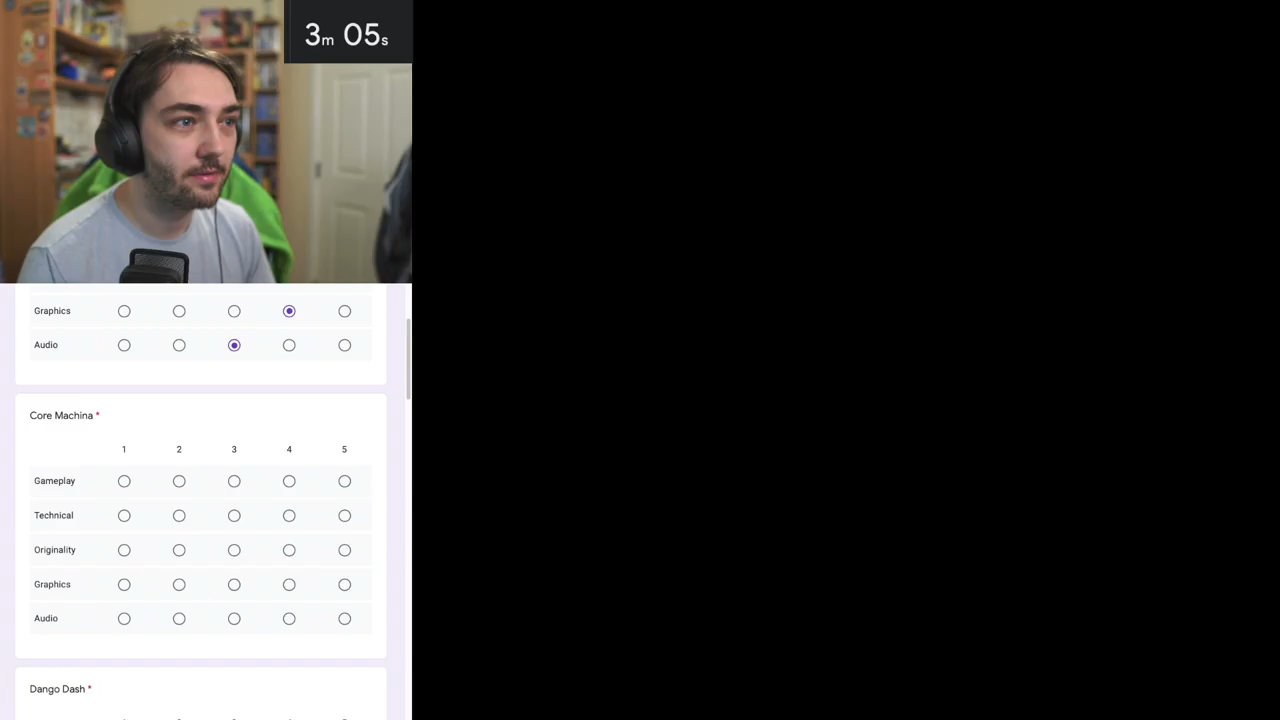 3m 05s
Graphics
Audio
Core Machina *
1 2 3 4 5
Gameplay
Technical
Originality
Graphics
Audio
Dango Dash *